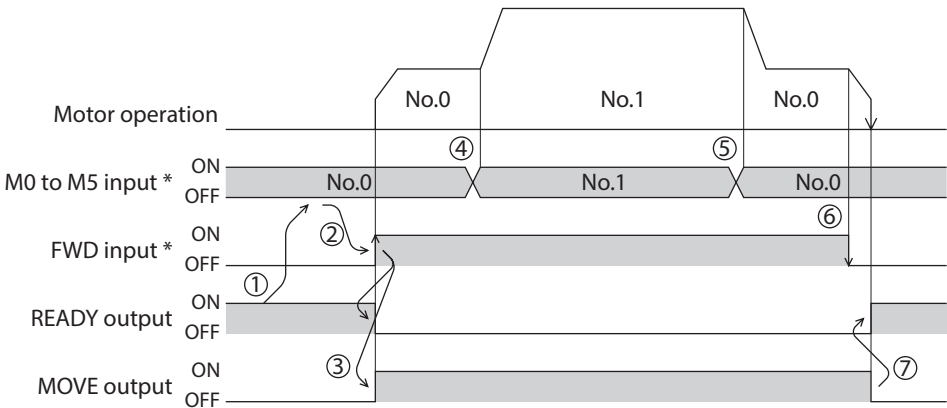 No.0 No.1 No.0
Motor operation
④ ⑤
M0 to M5 input * ON OFF No.0 No.1 No.0
② ⑥
FWD input * ON OFF
①
READY output ON OFF
③ ⑦
MOVE output ON OFF